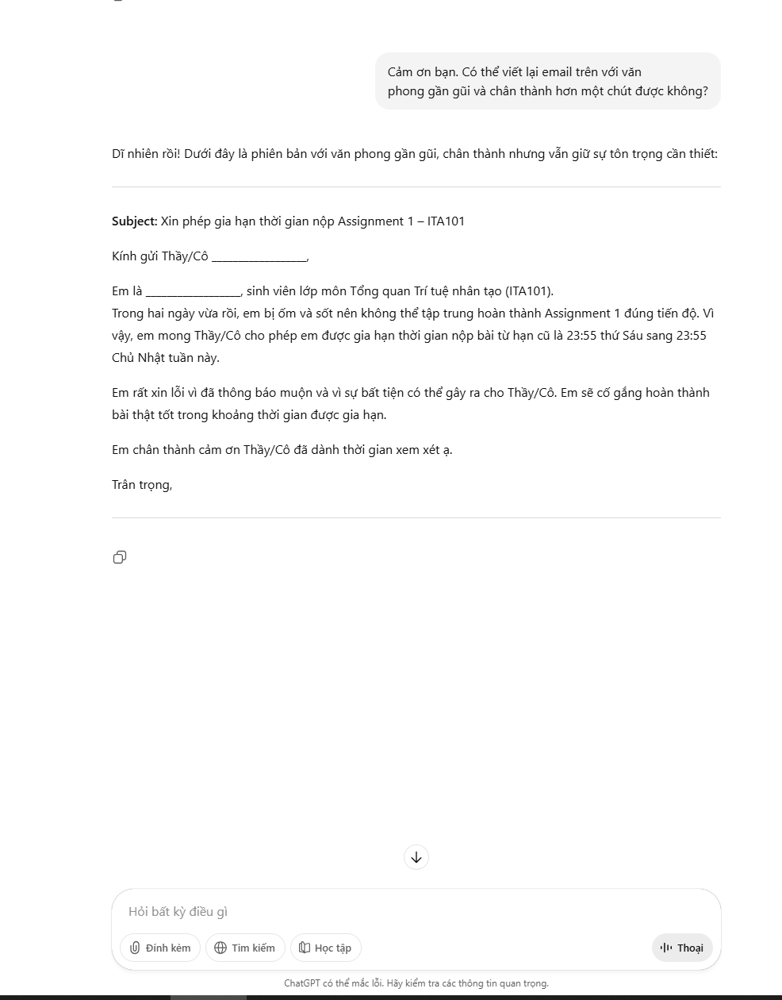 Cảm ơn bạn. Có thể viết lại email trên với văn
phong gần gũi và chân thành hơn một chút được không?
Dĩ nhiên rồi! Dưới đây là phiên bản với văn phong gần gũi, chân thành nhưng vẫn giữ sự tôn trọng cần thiết:
Subject: Xin phép gia hạn thời gian nộp Assignment 1 – ITA101
Kính gửi Thầy/Cô _________________,
Em là _________________, sinh viên lớp môn Tổng quan Trí tuệ nhân tạo (ITA101).
Trong hai ngày vừa rồi, em bị ốm và sốt nên không thể tập trung hoàn thành Assignment 1 đúng tiến độ. Vì
vậy, em mong Thầy/Cô cho phép em được gia hạn thời gian nộp bài từ hạn cũ là 23:55 thứ Sáu sang 23:55
Chủ Nhật tuần này.
Em rất xin lỗi vì đã thông báo muộn và vì sự bất tiện có thể gây ra cho Thầy/Cô. Em sẽ cố gắng hoàn thành
bài thật tốt trong khoảng thời gian được gia hạn.
Em chân thành cảm ơn Thầy/Cô đã dành thời gian xem xét ạ.
Trân trọng,
Hỏi bất kỳ điều gì
Đính kèm Tìm kiếm Học tập Thoại
ChatGPT có thể mắc lỗi. Hãy kiểm tra các thông tin quan trọng.